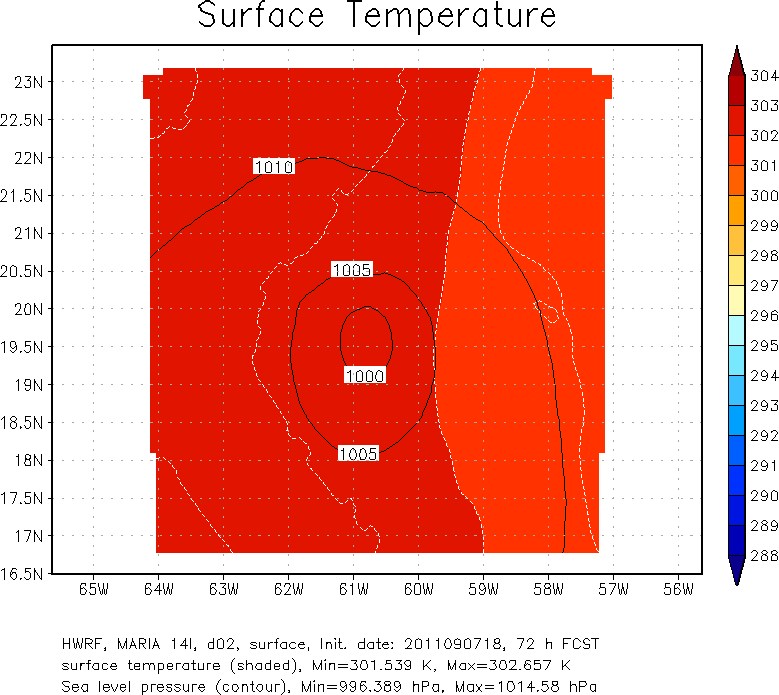 Surface Temperature
23N
22.5N
22N
21.5N
21N
20.5N
20N
19.5N
19N
18.5N
18N
17.5N
17N
16.5N
1010
1005
1000
1005
65W 64W 63W 62W 61W 60W 59W 58W 57W 56W
304
303
302
301
300
299
298
297
296
295
294
293
292
291
290
289
288
HWRF, MARIA 14l, d02, surface, Init. date: 2011090718, 72 h FCST
surface temperature (shaded), Min=301.539 K, Max=302.657 K
Sea level pressure (contour), Min=996.389 hPa, Max=1014.58 hPa